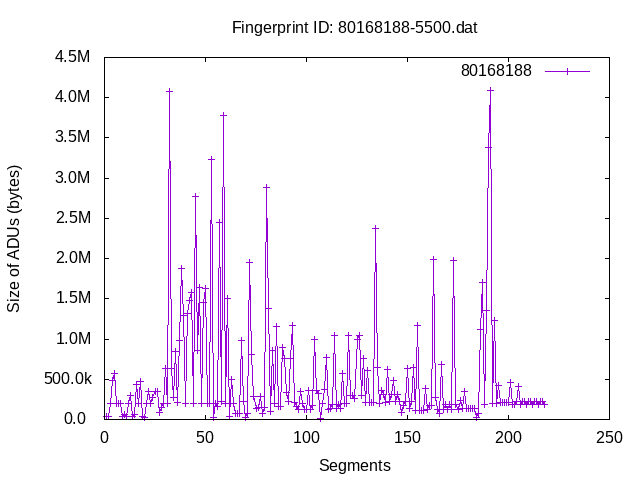 Fingerprint ID: 80168188-5500.dat
80168188
4.5M
4.0M
3.5M
3.0M
2.5M
2.0M
1.5M
1.0M
500.0k
0.0
Size of ADUs (bytes)
0 50 100 150 200 250
Segments